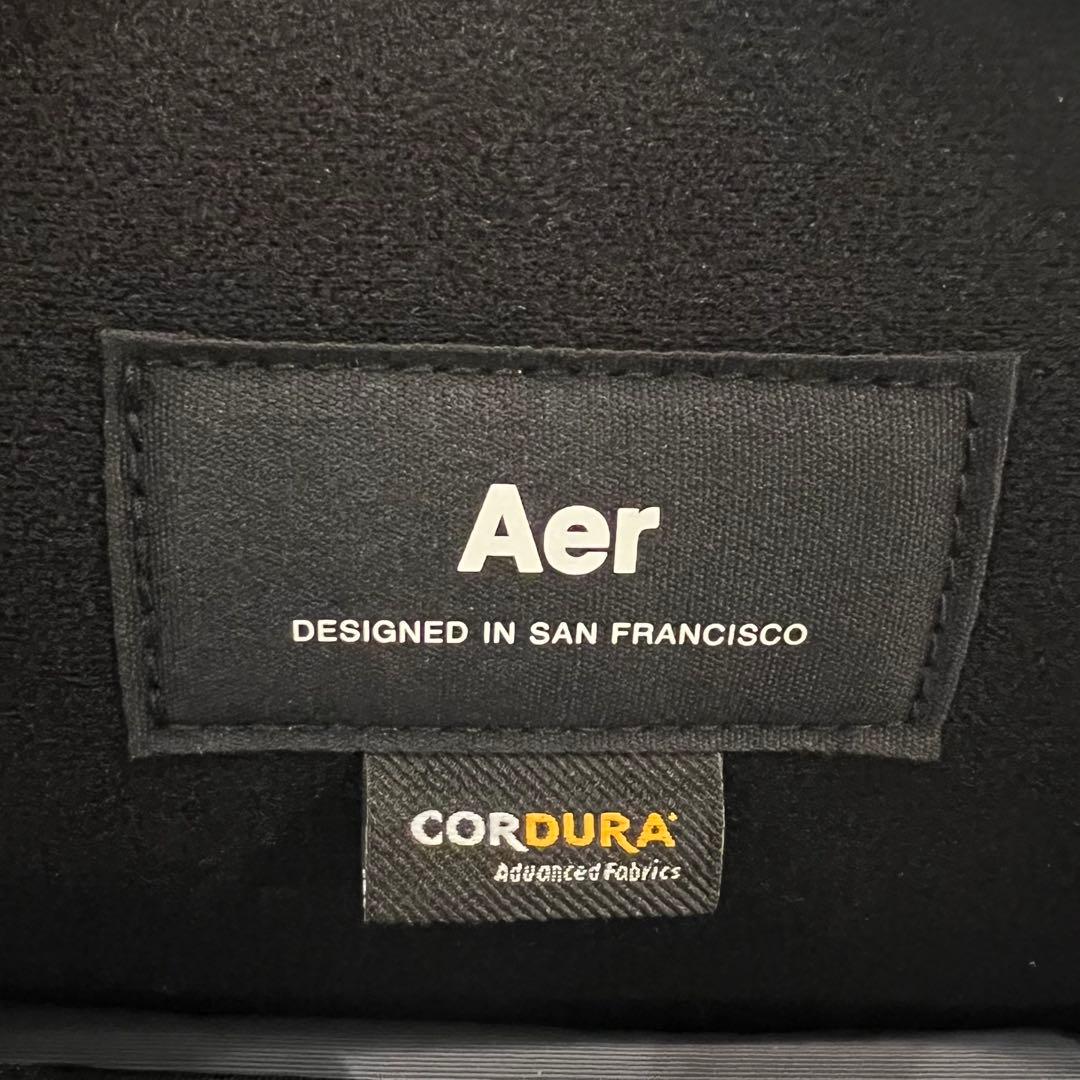 Aer
DESIGNED IN SAN FRANCISCO
CORDURA
Advanced Fabrics